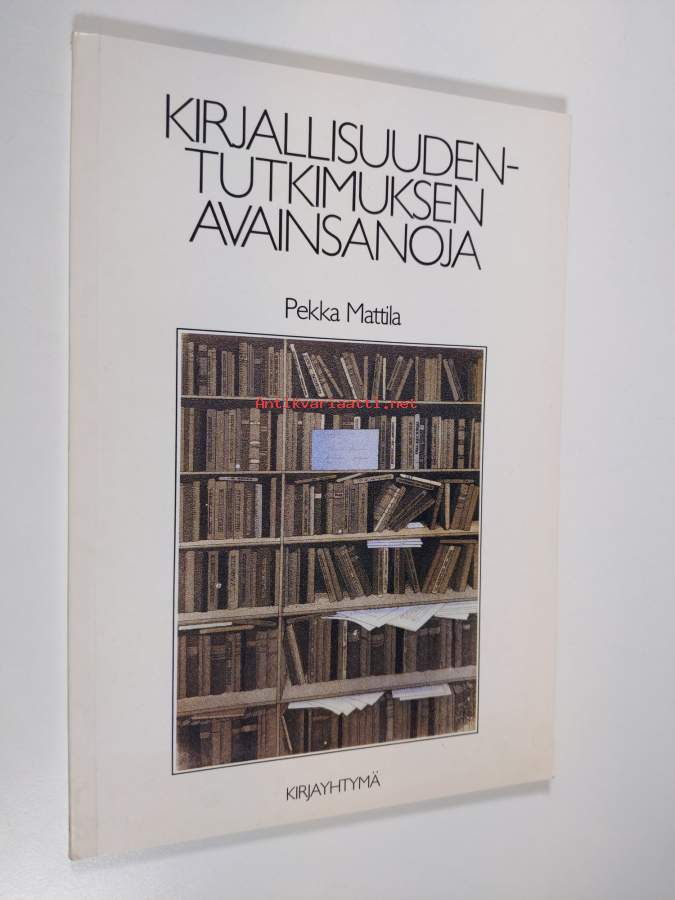 KIRJALLISUUDEN-
TUTKIMUKSEN
AVAINSANOJA
Pekka Mattila
Antikvariaatti.net
KIRJAYHTYMÄ